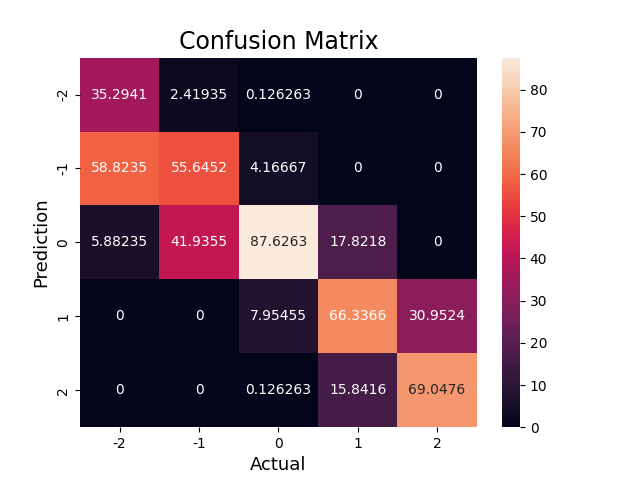 Confusion Matrix
Prediction
-2 35.2941 2.41935 0.126263 0 0
-1 58.8235 55.6452 4.16667 0 0
0 5.88235 41.9355 87.6263 17.8218 0
1 0 0 7.95455 66.3366 30.9524
2 0 0 0.126263 15.8416 69.0476
-2 -1 0 1 2
Actual
80
70
60
50
40
30
20
10
0